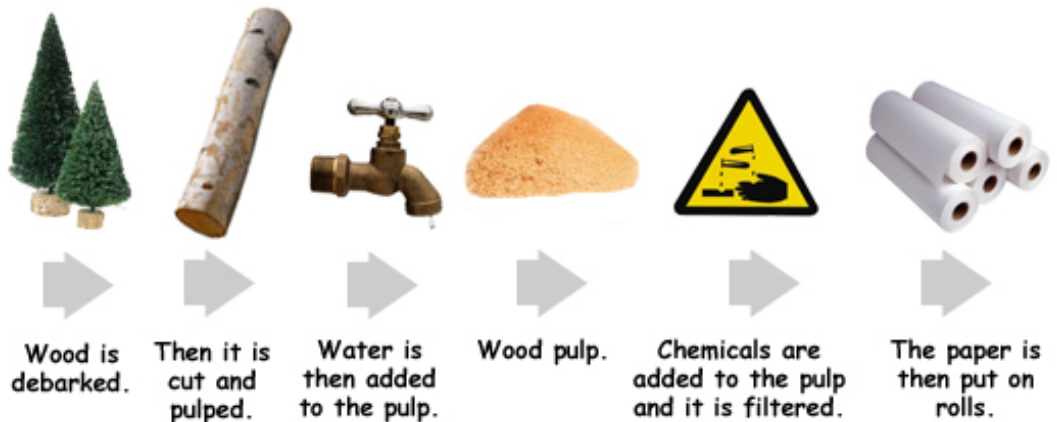 Wood is
debarked.
Then it is
cut and
pulped.
Water is
then added
to the pulp.
Wood pulp.
Chemicals are
added to the pulp
and it is filtered.
The paper is
then put on
rolls.